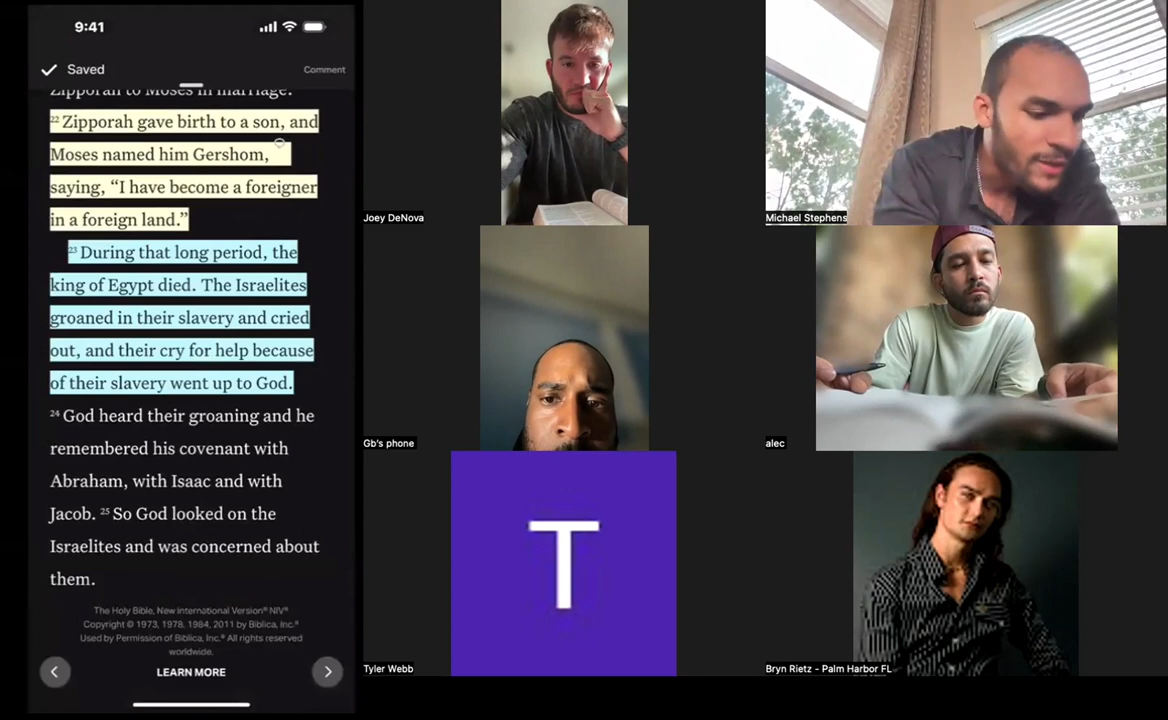 9:41
Saved
Comment
Zipporah to Moses in marriage.
22 Zipporah gave birth to a son, and
Moses named him Gershom,
saying, “I have become a foreigner
in a foreign land.”
23 During that long period, the
king of Egypt died. The Israelites
groaned in their slavery and cried
out, and their cry for help because
of their slavery went up to God.
24 God heard their groaning and he
remembered his covenant with
Abraham, with Isaac and with
Jacob. 25 So God looked on the
Israelites and was concerned about
them.
The Holy Bible, New International Version® NIV®
Copyright © 1973, 1978, 1984, 2011 by Biblica, Inc.®
Used by Permission of Biblica, Inc.® All rights reserved
worldwide.
LEARN MORE
Joey DeNova
Michael Stephens
Gb's phone
alec
T
Tyler Webb
Bryn Rietz - Palm Harbor FL